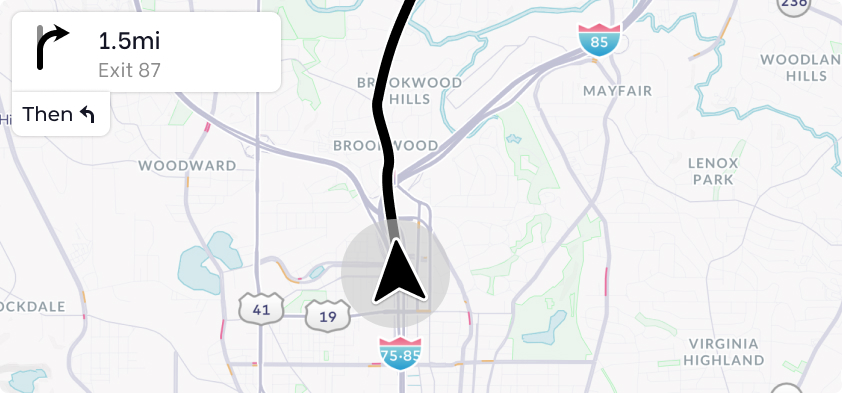 236
1.5mi
Exit 87
85
Then
WOODLAN
HILLS
BROOKWOOD
HILLS
MAYFAIR
Hi
BROOKWOOD
WOODWARD
LENOX
PARK
OCKDALE
41
19
75·85
VIRGINIA
HIGHLAND